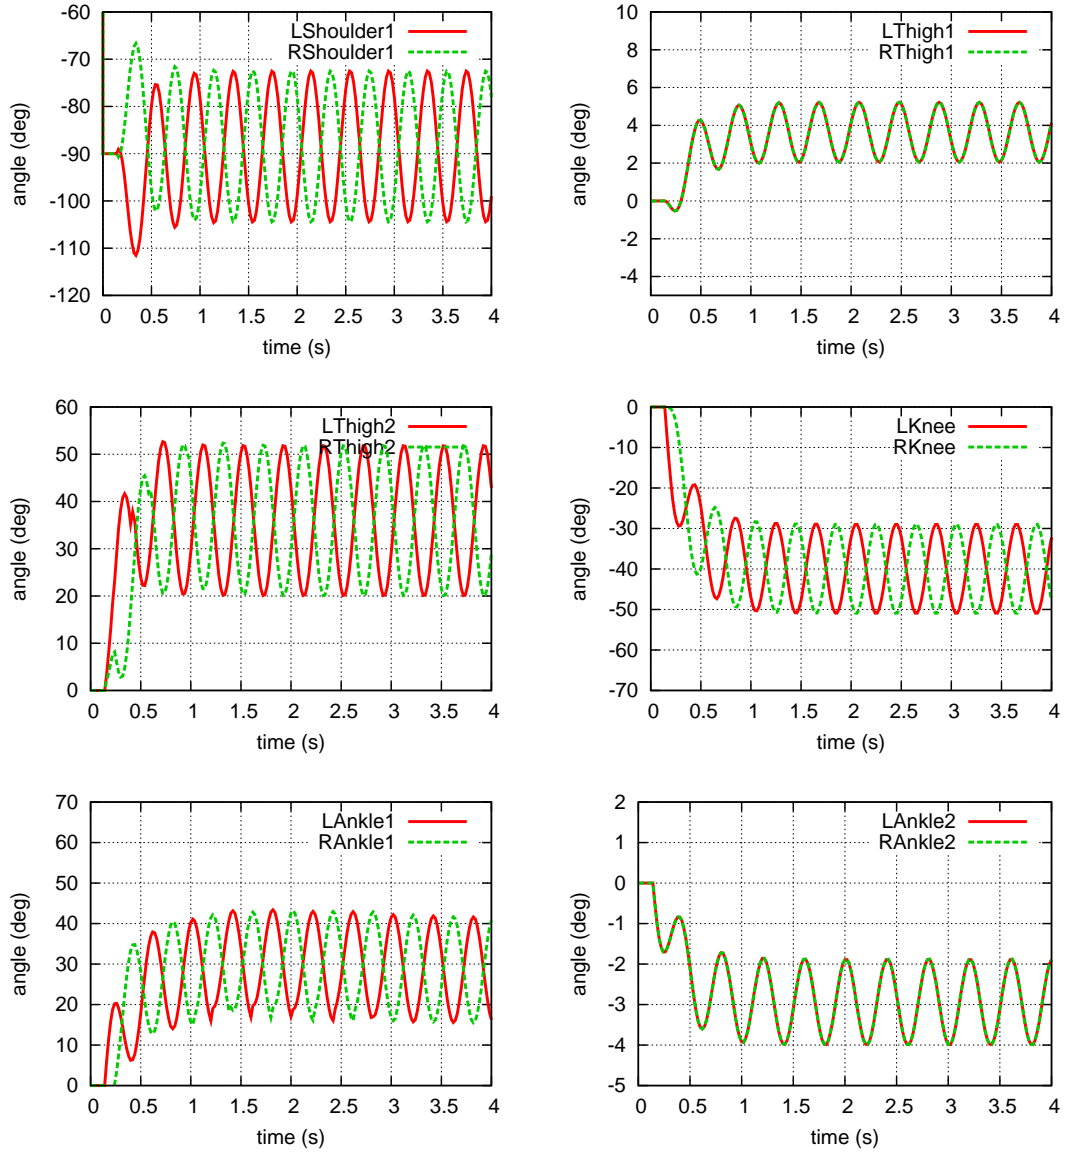 -60
-70
-80
-90
-100
-110
-120
angle (deg)
LShoulder1
RShoulder1
0 0.5 1 1.5 2 2.5 3 3.5 4
time (s)
10
8
6
4
2
0
-2
-4
angle (deg)
LThigh1
RThigh1
0 0.5 1 1.5 2 2.5 3 3.5 4
time (s)
60
50
40
30
20
10
0
angle (deg)
LThigh2
RThigh2
0 0.5 1 1.5 2 2.5 3 3.5 4
time (s)
0
-10
-20
-30
-40
-50
-60
-70
angle (deg)
LKnee
RKnee
0 0.5 1 1.5 2 2.5 3 3.5 4
time (s)
70
60
50
40
30
20
10
0
angle (deg)
LAnkle1
RAnkle1
0 0.5 1 1.5 2 2.5 3 3.5 4
time (s)
2
1
0
-1
-2
-3
-4
-5
angle (deg)
LAnkle2
RAnkle2
0 0.5 1 1.5 2 2.5 3 3.5 4
time (s)